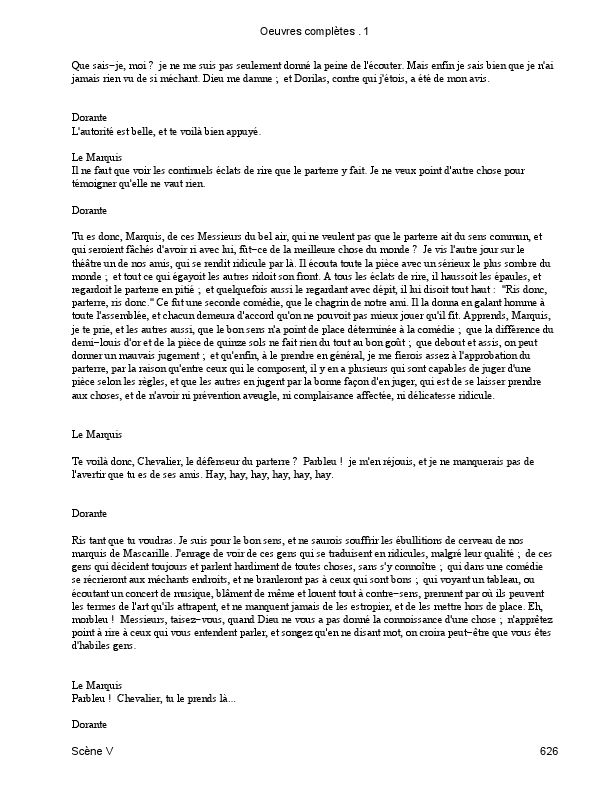 Oeuvres complètes . 1
Que sais−je, moi ? je ne me suis pas seulement donné la peine de l'écouter. Mais enfin je sais bien que je n'ai
jamais rien vu de si méchant. Dieu me damne ; et Dorilas, contre qui j'étois, a été de mon avis.
Dorante
L'autorité est belle, et te voilà bien appuyé.
Le Marquis
Il ne faut que voir les continuels éclats de rire que le parterre y fait. Je ne veux point d'autre chose pour
témoigner qu'elle ne vaut rien.
Dorante
Tu es donc, Marquis, de ces Messieurs du bel air, qui ne veulent pas que le parterre ait du sens commun, et
qui seroient fâchés d'avoir ri avec lui, fût−ce de la meilleure chose du monde ? Je vis l'autre jour sur le
théâtre un de nos amis, qui se rendit ridicule par là. Il écouta toute la pièce avec un sérieux le plus sombre du
monde ; et tout ce qui égayoit les autres ridoit son front. A tous les éclats de rire, il haussoit les épaules, et
regardoit le parterre en pitié ; et quelquefois aussi le regardant avec dépit, il lui disoit tout haut : "Ris donc,
parterre, ris donc." Ce fut une seconde comédie, que le chagrin de notre ami. Il la donna en galant homme à
toute l'assemblée, et chacun demeura d'accord qu'on ne pouvoit pas mieux jouer qu'il fit. Apprends, Marquis,
je te prie, et les autres aussi, que le bon sens n'a point de place déterminée à la comédie ; que la différence du
demi−louis d'or et de la pièce de quinze sols ne fait rien du tout au bon goût ; que debout et assis, on peut
donner un mauvais jugement ; et qu'enfin, à le prendre en général, je me fierois assez à l'approbation du
parterre, par la raison qu'entre ceux qui le composent, il y en a plusieurs qui sont capables de juger d'une
pièce selon les règles, et que les autres en jugent par la bonne façon d'en juger, qui est de se laisser prendre
aux choses, et de n'avoir ni prévention aveugle, ni complaisance affectée, ni délicatesse ridicule.
Le Marquis
Te voilà donc, Chevalier, le défenseur du parterre ? Parbleu ! je m'en réjouis, et je ne manquerais pas de
l'avertir que tu es de ses amis. Hay, hay, hay, hay, hay, hay.
Dorante
Ris tant que tu voudras. Je suis pour le bon sens, et ne saurois souffrir les ébullitions de cerveau de nos
marquis de Mascarille. J'enrage de voir de ces gens qui se traduisent en ridicules, malgré leur qualité ; de ces
gens qui décident toujours et parlent hardiment de toutes choses, sans s'y connoître ; qui dans une comédie
se récrieront aux méchants endroits, et ne branleront pas à ceux qui sont bons ; qui voyant un tableau, ou
écoutant un concert de musique, blâment de même et louent tout à contre−sens, prennent par où ils peuvent
les termes de l'art qu'ils attrapent, et ne manquent jamais de les estropier, et de les mettre hors de place. Eh,
morbleu ! Messieurs, taisez−vous, quand Dieu ne vous a pas donné la connoissance d'une chose ; n'apprêtez
point à rire à ceux qui vous entendent parler, et songez qu'en ne disant mot, on croira peut−être que vous êtes
d'habiles gens.
Le Marquis
Parbleu ! Chevalier, tu le prends là...
Dorante
Scène V 626